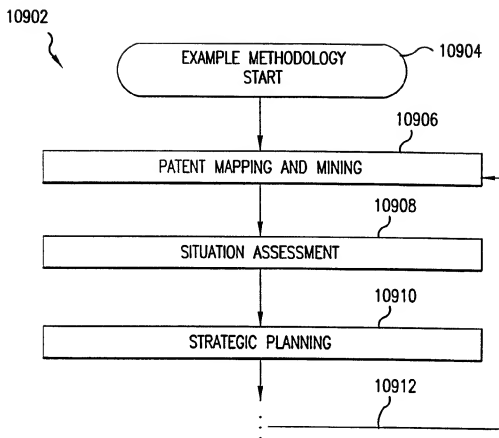 10902
10904
EXAMPLE METHODOLOGY
START
10906
PATENT MAPPING AND MINING
10908
SITUATION ASSESSMENT
10910
STRATEGIC PLANNING
10912